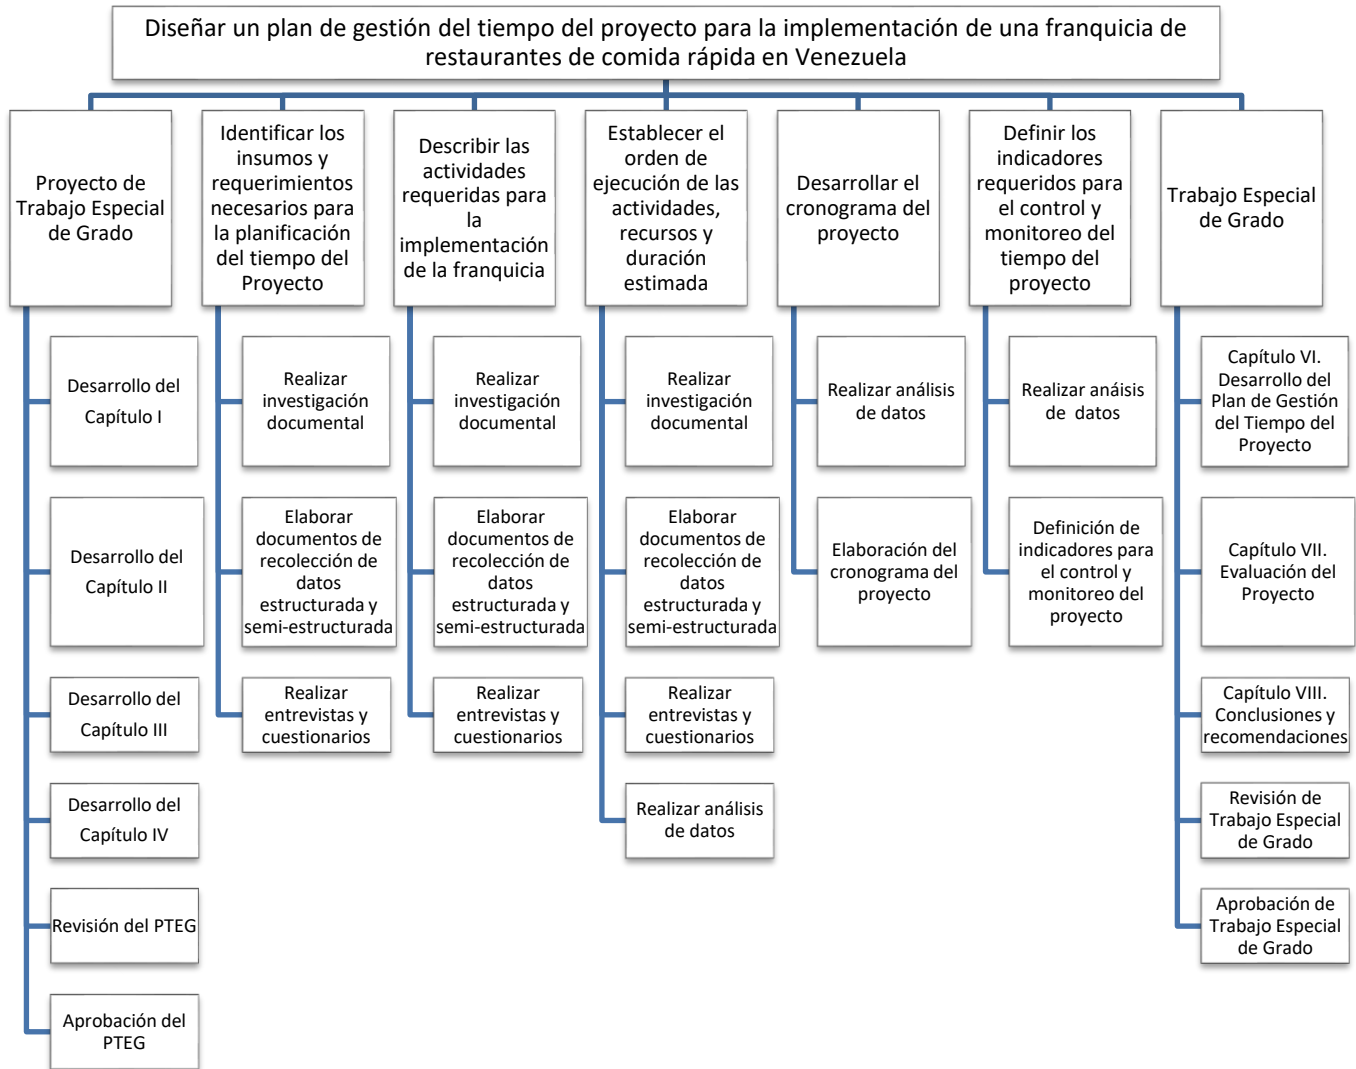 Diseñar un plan de gestión del tiempo del proyecto para la implementación de una franquicia de
restaurantes de comida rápida en Venezuela
Proyecto de
Trabajo Especial
de Grado
Desarrollo del
Capítulo I
Desarrollo del
Capítulo II
Desarrollo del
Capítulo III
Desarrollo del
Capítulo IV
Revisión del PTEG
Aprobación del
PTEG
Identificar los
insumos y
requerimientos
necesarios para
la planificación
del tiempo del
Proyecto
Realizar
investigación
documental
Elaborar
documentos de
recolección de
datos
estructurada y
semi-estructurada
Realizar
entrevistas y
cuestionarios
Describir las
actividades
requeridas para
la
implementación
de la franquicia
Realizar
investigación
documental
Elaborar
documentos de
recolección de
datos
estructurada y
semi-estructurada
Realizar
entrevistas y
cuestionarios
Establecer el
orden de
ejecución de las
actividades,
recursos y
duración
estimada
Realizar
investigación
documental
Elaborar
documentos de
recolección de
datos
estructurada y
semi-estructurada
Realizar
entrevistas y
cuestionarios
Realizar análisis
de datos
Desarrollar el
cronograma del
proyecto
Realizar análisis
de datos
Elaboración del
cronograma del
proyecto
Definir los
indicadores
requeridos para
el control y
monitoreo del
tiempo del
proyecto
Realizar anáisis
de datos
Definición de
indicadores para
el control y
monitoreo del
proyecto
Trabajo Especial
de Grado
Capítulo VI.
Desarrollo del
Plan de Gestión
del Tiempo del
Proyecto
Capítulo VII.
Evaluación del
Proyecto
Capítulo VIII.
Conclusiones y
recomendaciones
Revisión de
Trabajo Especial
de Grado
Aprobación de
Trabajo Especial
de Grado